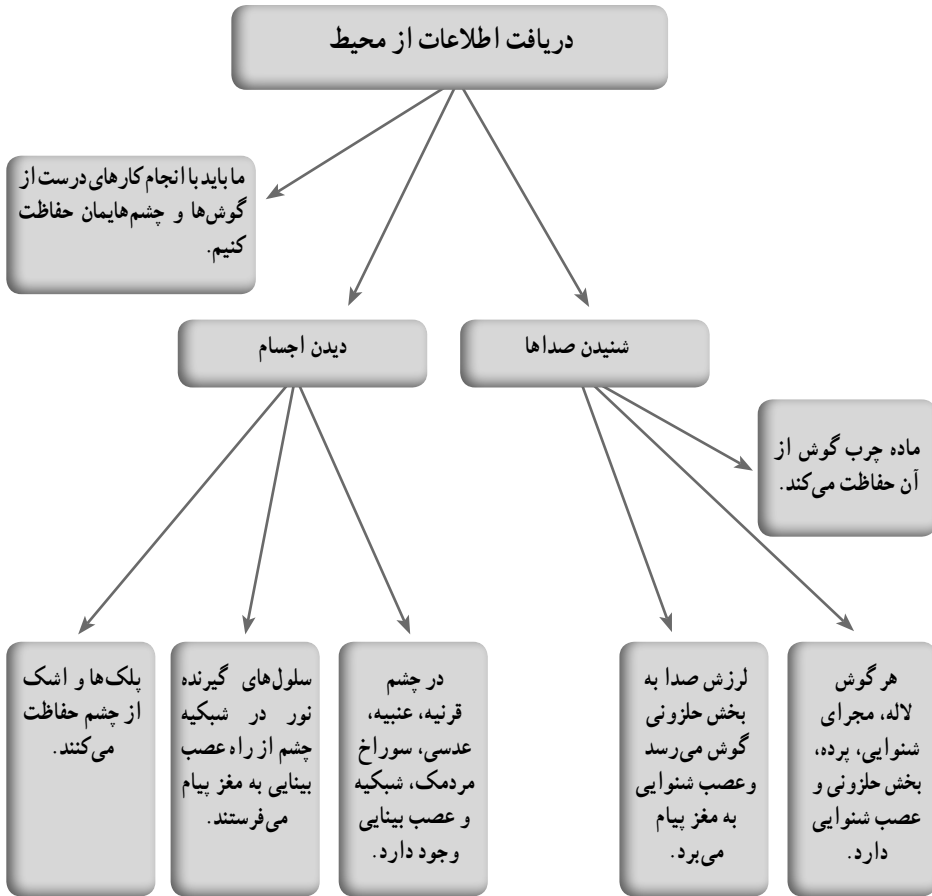 دریافت اطلاعات از محیط
ما باید با انجام کارهای درست از
گوش‌ها و چشم‌هایمان حفاظت
کنیم.
شنیدن صداها
دیدن اجسام
ماده چرب گوش از
آن حفاظت می‌کند.
هر گوش
لاله، مجرای
شنوایی، پرده،
بخش حلزونی و
عصب شنوایی
دارد.
لرزش صدا به
بخش حلزونی
گوش می‌رسد
وعصب شنوایی
به مغز پیام
می‌برد.
در چشم
قرنیه، عنبیه،
عدسی، سوراخ
مردمک، شبکیه
و عصب بینایی
وجود دارد.
سلول‌های گیرنده
نور در شبکیه
چشم از راه عصب
بینایی به مغز پیام
می‌فرستند.
پلک‌ها و اشک
از چشم حفاظت
می‌کنند.